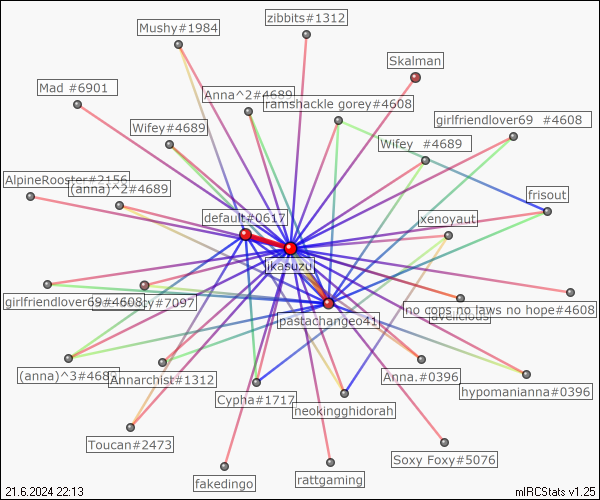 zibbits#1312
Mushy#1984
Skalman
Mad #6901
Anna^2#4689
ramshackle gorey#4608
girlfriendlover69 #4608
Wifey#4689
Wifey #4689
AlpineRooster#2156
(anna)^2#4689
frisout
default#0617
xenoyaut
jikasuzu
girlfriendlover69#4608
cy#7097
no cops no laws no hope#4608
avelicious
pastachangeo41
(anna)^3#4689
Annarchist#1312
Anna.#0396
hypomanianna#0396
Cypha#1717
neokingghidorah
Toucan#2473
Soxy Foxy#5076
fakedingo
rattgaming
21.6.2024 22:13
mIRCStats v1.25